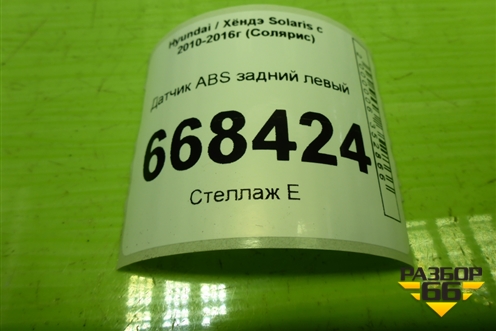 Hyundai / Хёндэ Solaris с
2010-2016г (Солярис)
Датчик ABS задний левый
668424
Стеллаж Е
РАЗБОР
66